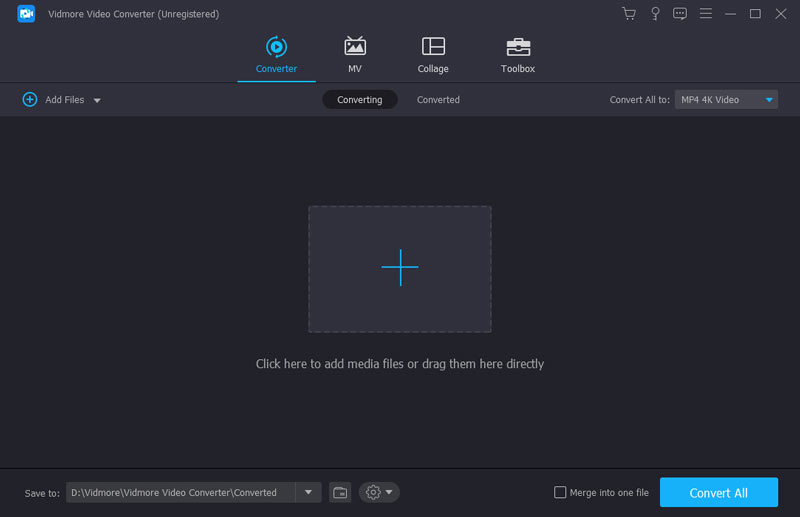 Vidmore Video Converter (Unregistered)
Converter
MV
Collage
Toolbox
Add Files
Converting
Converted
Convert All to:
MP4 4K Video
Click here to add media files or drag them here directly
Save to:
D:\Vidmore\Vidmore Video Converter\Converted
Merge into one file
Convert All